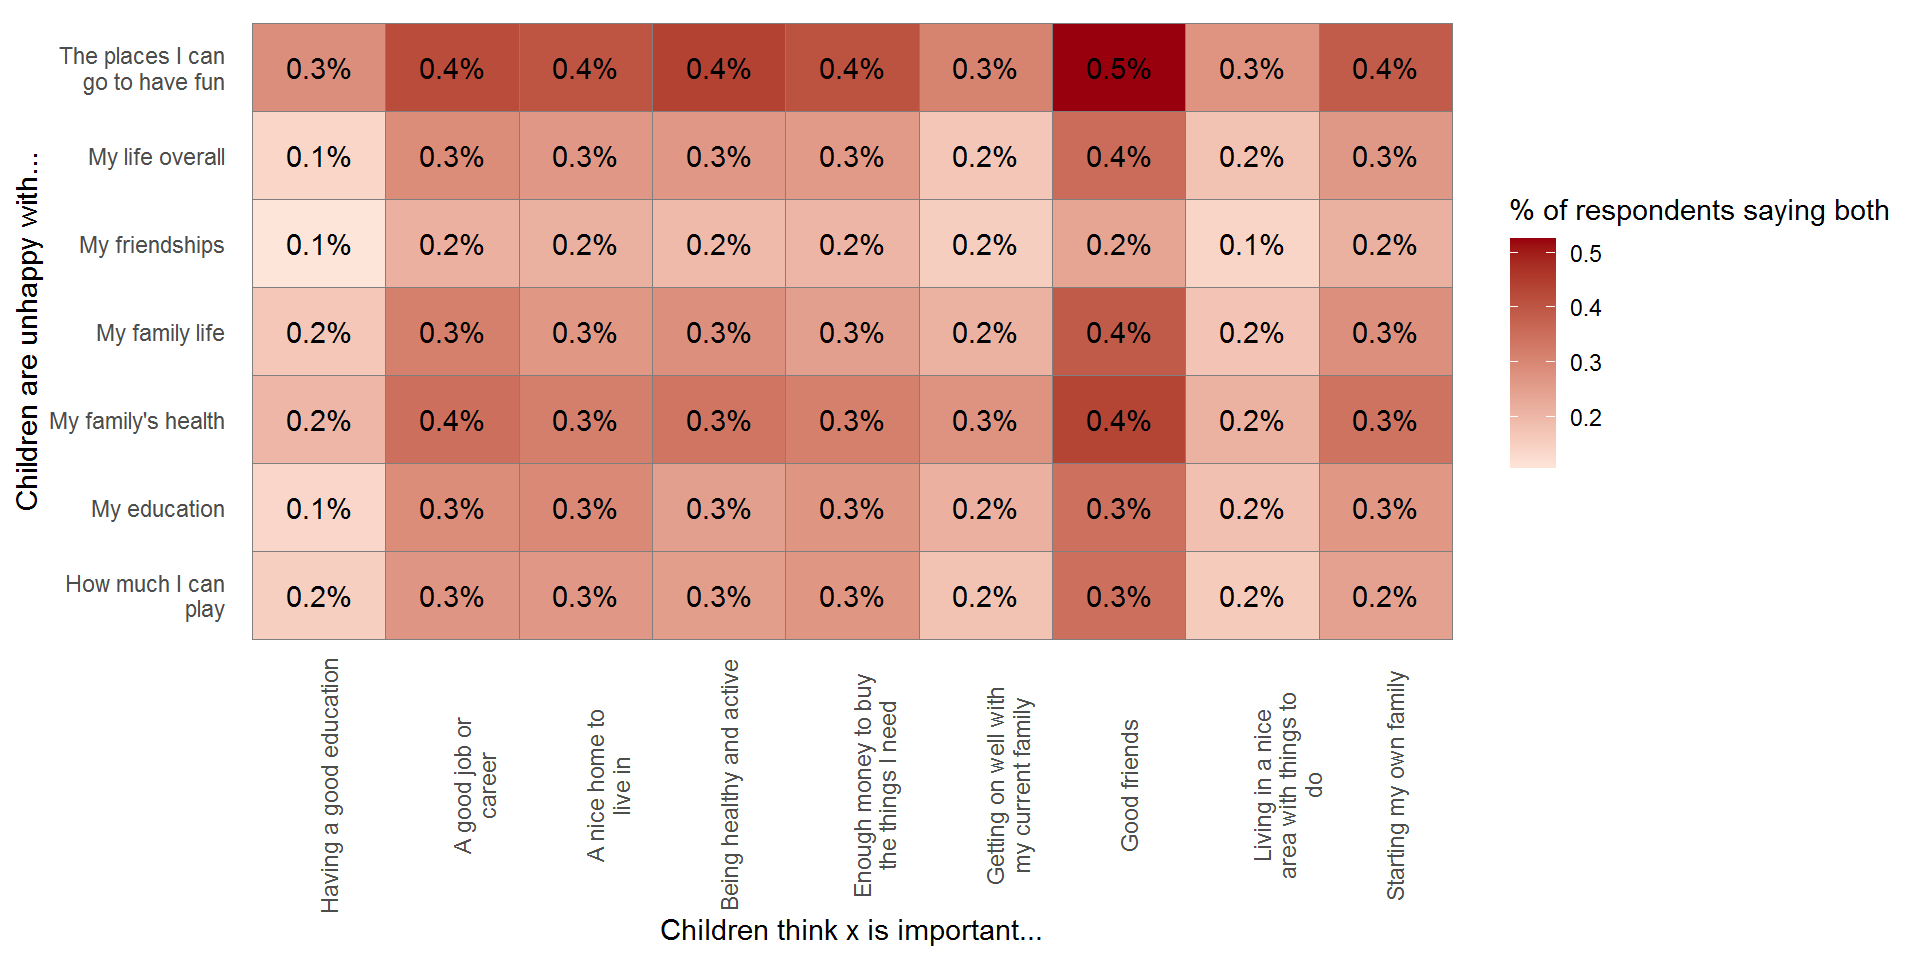 The places I can
go to have fun
0.3% 0.4% 0.4% 0.4% 0.4% 0.3% 0.5% 0.3% 0.4%
My life overall
0.1% 0.3% 0.3% 0.3% 0.3% 0.2% 0.4% 0.2% 0.3%
My friendships
0.1% 0.2% 0.2% 0.2% 0.2% 0.2% 0.2% 0.1% 0.2%
My family life
0.2% 0.3% 0.3% 0.3% 0.3% 0.2% 0.4% 0.2% 0.3%
My family's health
0.2% 0.4% 0.3% 0.3% 0.3% 0.3% 0.4% 0.2% 0.3%
My education
0.1% 0.3% 0.3% 0.3% 0.3% 0.2% 0.3% 0.2% 0.3%
How much I can
play
0.2% 0.3% 0.3% 0.3% 0.3% 0.2% 0.3% 0.2% 0.2%
Children are unhappy with...
Having a good education
A good job or
career
A nice home to
live in
Being healthy and active
Enough money to buy
the things I need
Getting on well with
my current family
Good friends
Living in a nice
area with things to
do
Starting my own family
Children think x is important...
% of respondents saying both
0.5
0.4
0.3
0.2